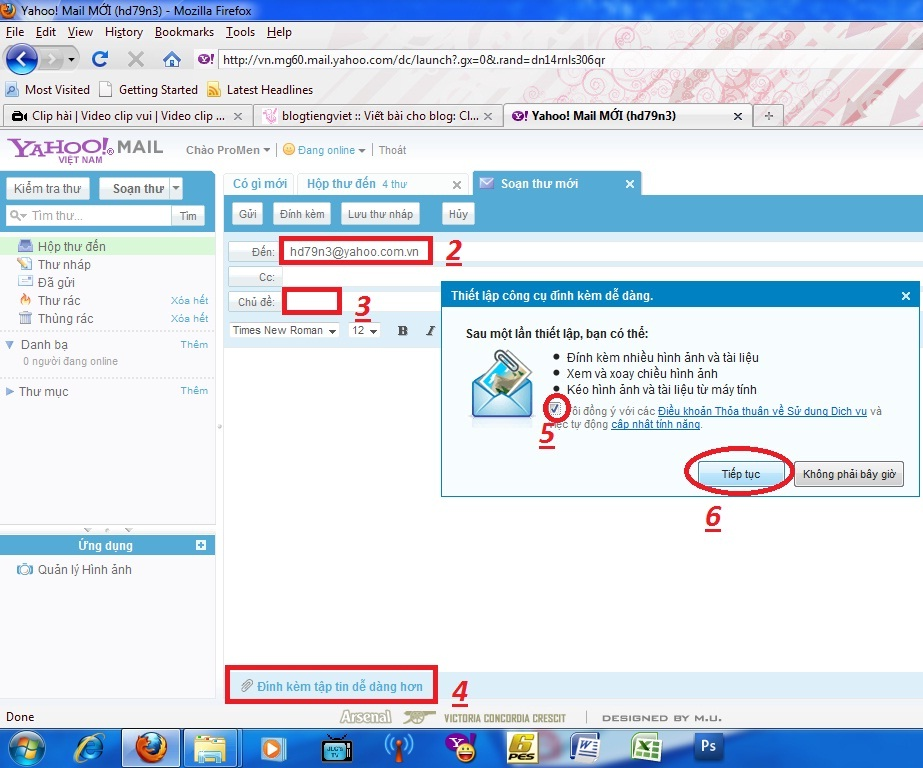 Yahoo! Mail MỚI (hd79n3) - Mozilla Firefox
File Edit View History Bookmarks Tools Help
http://vn.mg60.mail.yahoo.com/dc/launch?.gx=0&.rand=dn14rnls306qr
Most Visited Getting Started Latest Headlines
Clip hài | Video clip vui | Video clip ... blogtiengviet :: Viết bài cho blog: Cl... Yahoo! Mail MỚI (hd79n3)
YAHOO! MAIL
VIỆT NAM
Chào ProMen Đang online Thoát
Kiểm tra thư Soạn thư
Tìm thư... Tìm
Hộp thư đến
Thư nháp
Đã gửi
Thư rác Xóa hết
Thùng rác Xóa hết
Danh bạ Thêm
0 người đang online
Thư mục Thêm
Ứng dụng
Quản lý Hình ảnh
Có gì mới Hộp thư đến 4 thư Soạn thư mới
Gửi Đính kèm Lưu thư nháp Hủy
Đến: hd79n3@yahoo.com.vn 2
Cc:
Chủ đề: 3
Times New Roman 12 B I
Thiết lập công cụ đính kèm dễ dàng.
Sau một lần thiết lập, bạn có thể:
Đính kèm nhiều hình ảnh và tài liệu
Xem và xoay chiều hình ảnh
Kéo hình ảnh và tài liệu từ máy tính
Tôi đồng ý với các Điều khoản Thỏa thuận về Sử dụng Dịch vụ và
việc tự động cập nhật tính năng.
5
Tiếp tục Không phải bây giờ
6
Đính kèm tập tin dễ dàng hơn 4
Done
Arsenal VICTORIA CONCORDIA CRESCIT DESIGNED BY M.U.
6
PES
Ps